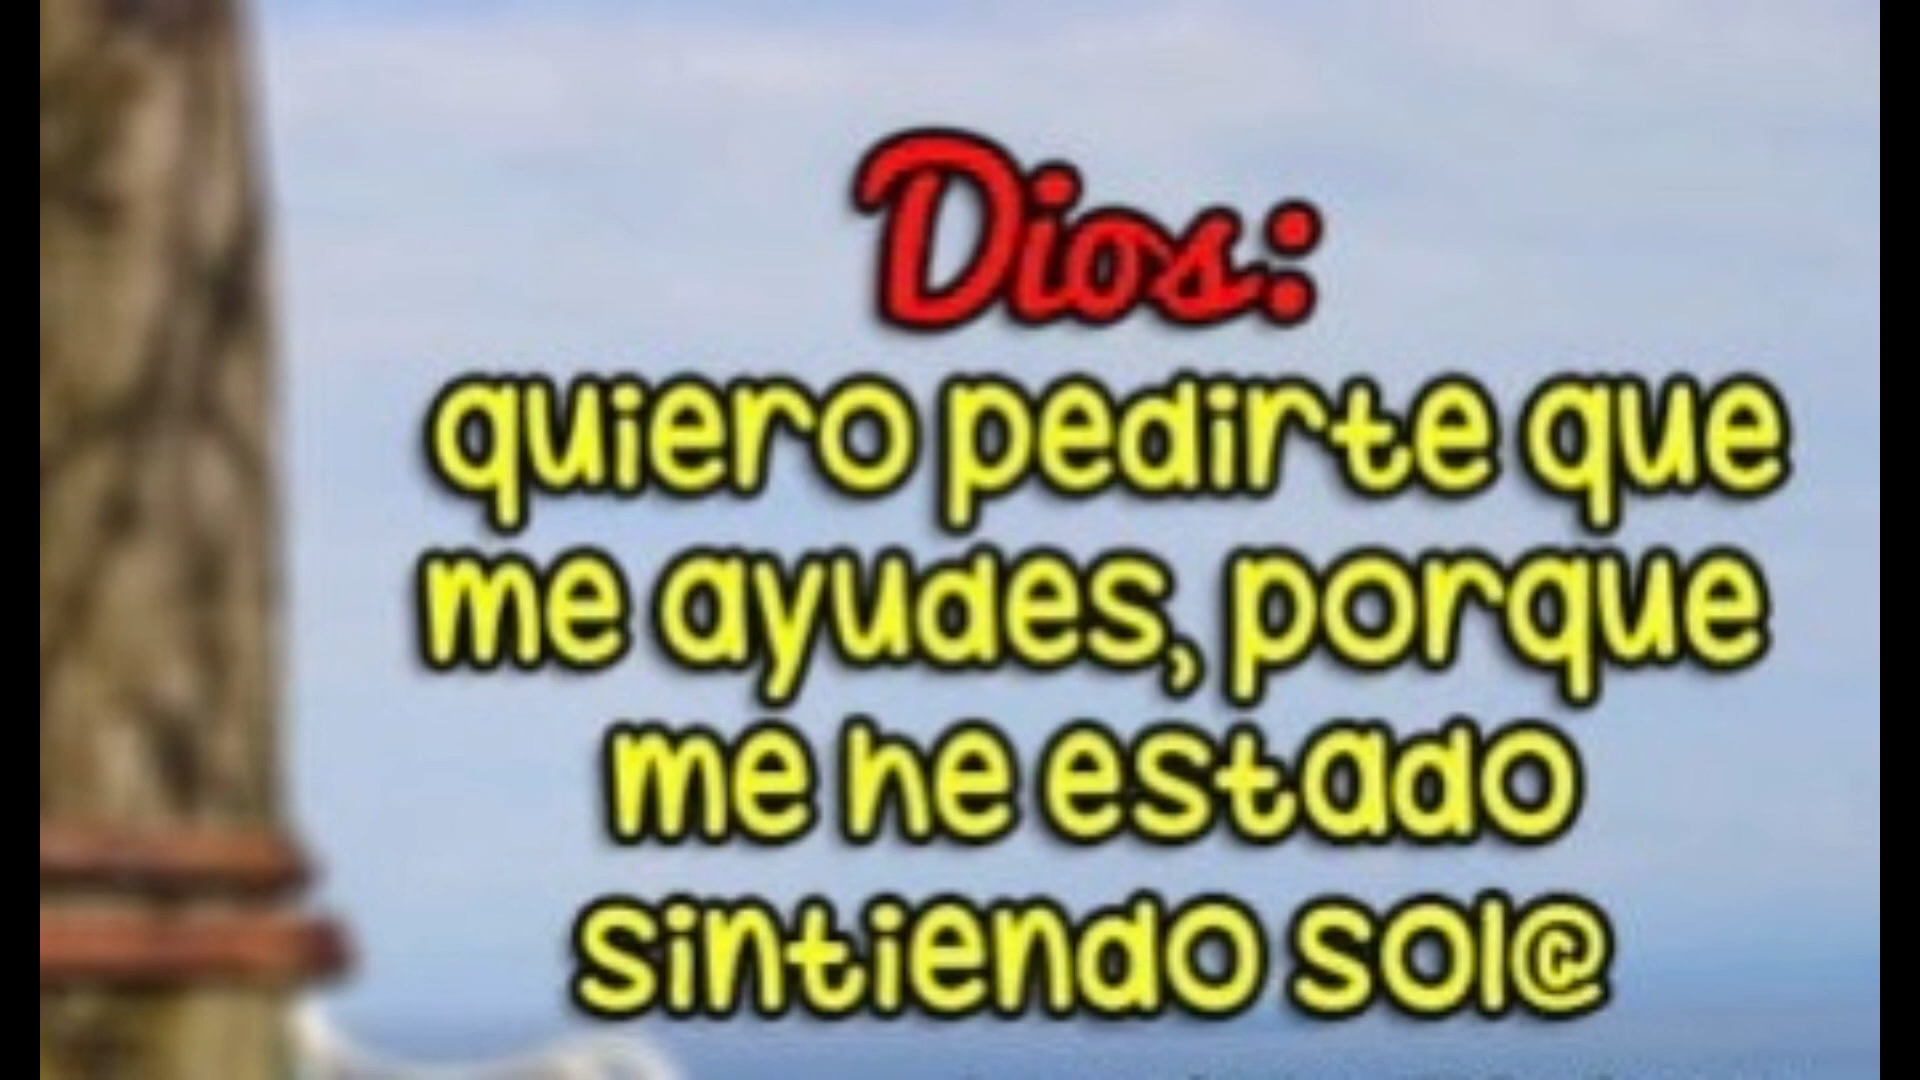 Dios:
quiero pedirte que
me ayudes, porque
me he estado
sintiendo sol@